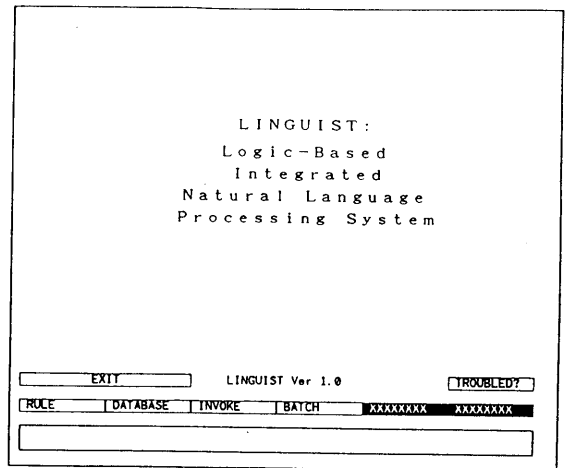 LINGUIST:
Logic-Based
Integrated
Natural Language
Processing System
EXIT LINGUIST Ver 1.0 TROUBLED?
RULE DATABASE INVOKE BATCH XXXXXXXX XXXXXXXX